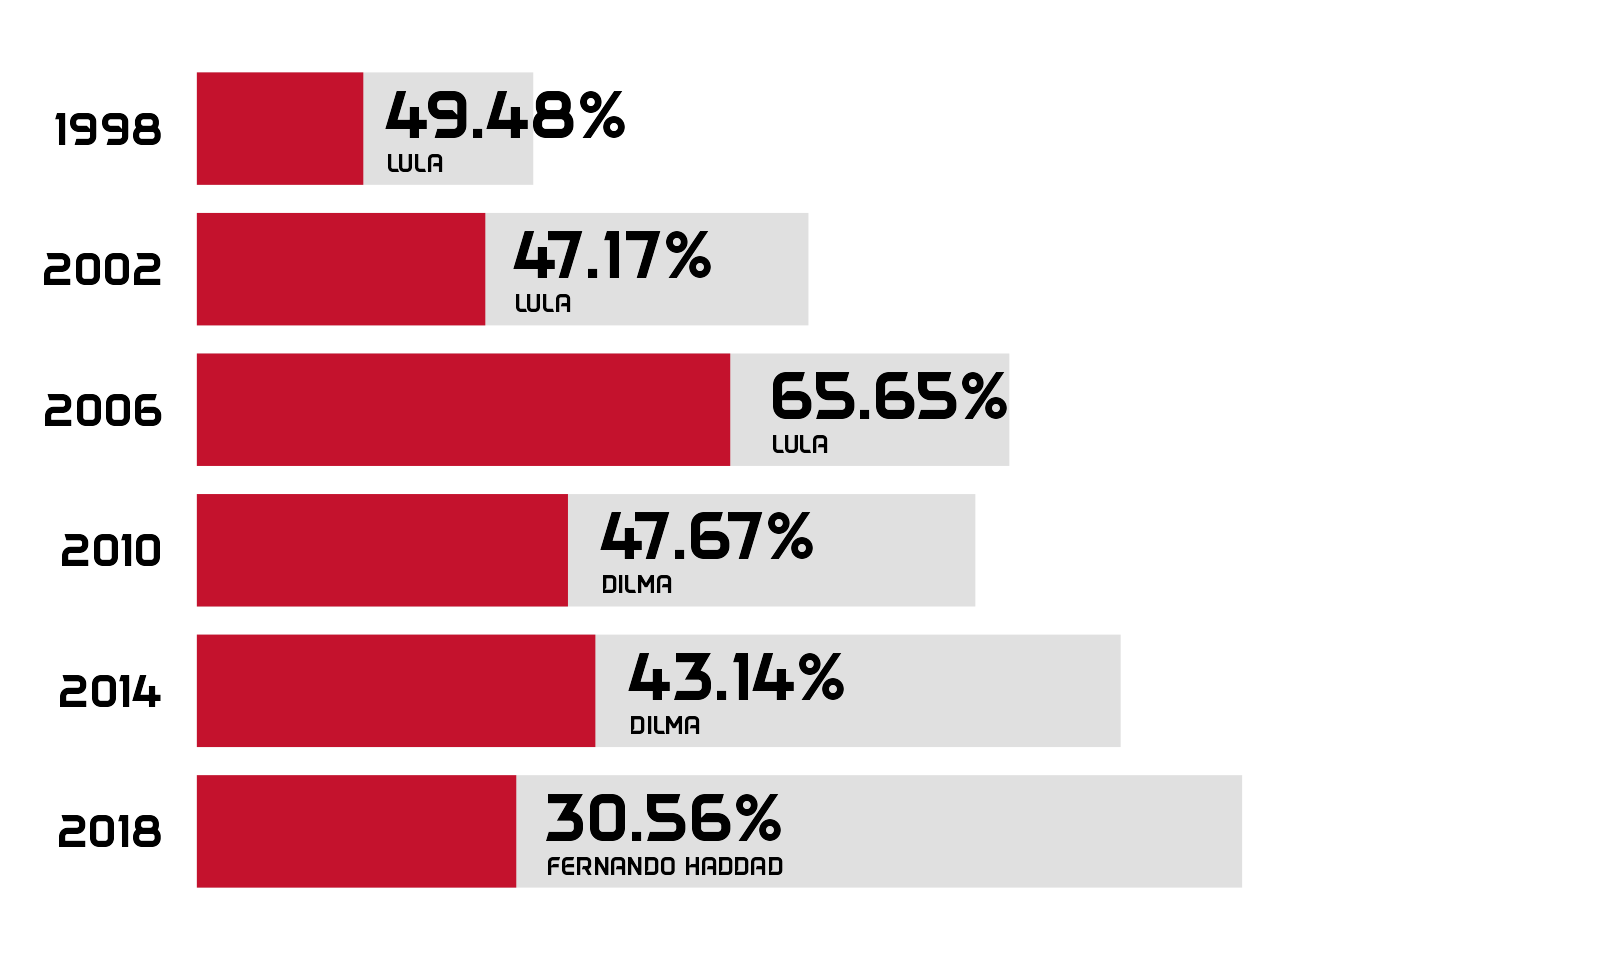 1998
49.48%
LULA
2002
47.17%
LULA
2006
65.65%
LULA
2010
47.67%
DILMA
2014
43.14%
DILMA
2018
30.56%
FERNANDO HADDAD